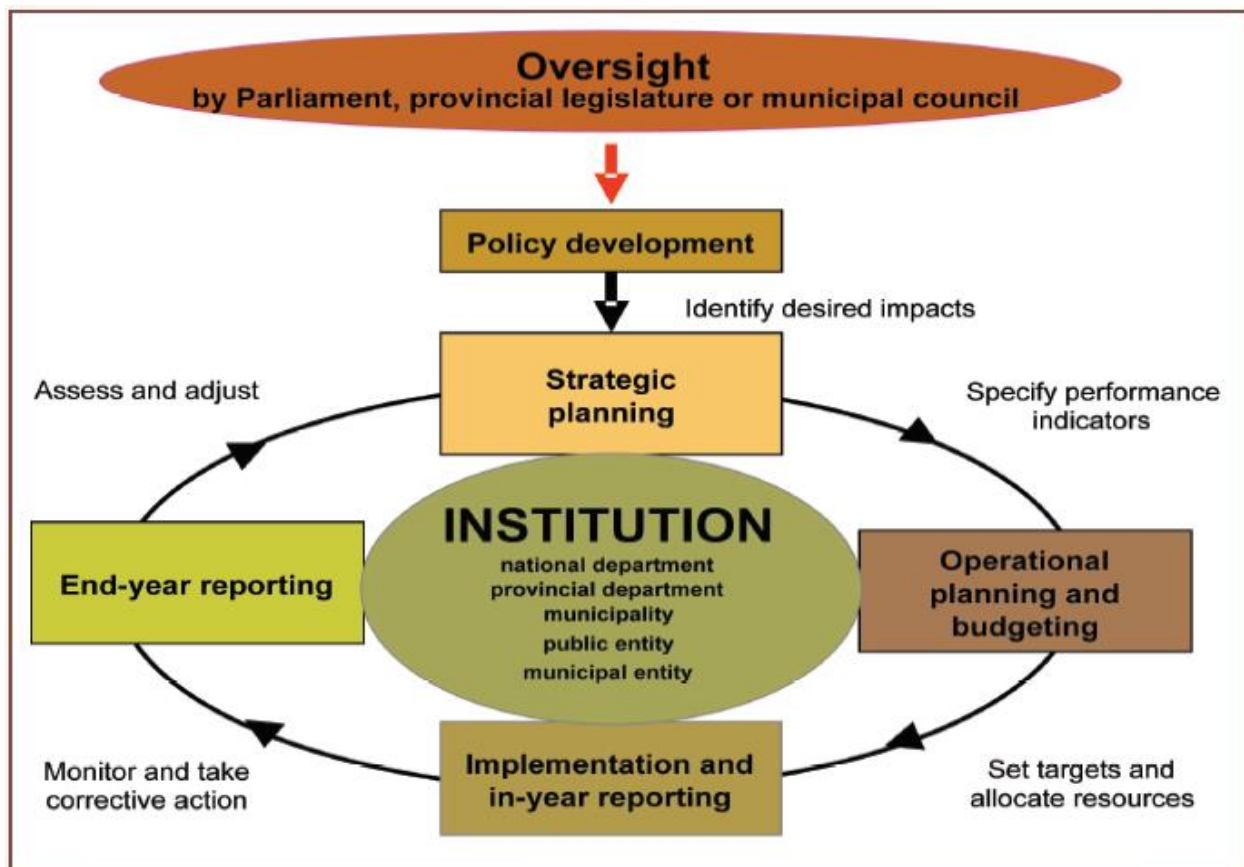 Oversight
by Parliament, provincial legislature or municipal council
Policy development
Identify desired impacts
Strategic
planning
Assess and adjust
Specify performance
indicators
INSTITUTION
national department
provincial department
municipality
public entity
municipal entity
End-year reporting
Operational
planning and
budgeting
Implementation and
in-year reporting
Monitor and take
corrective action
Set targets and
allocate resources